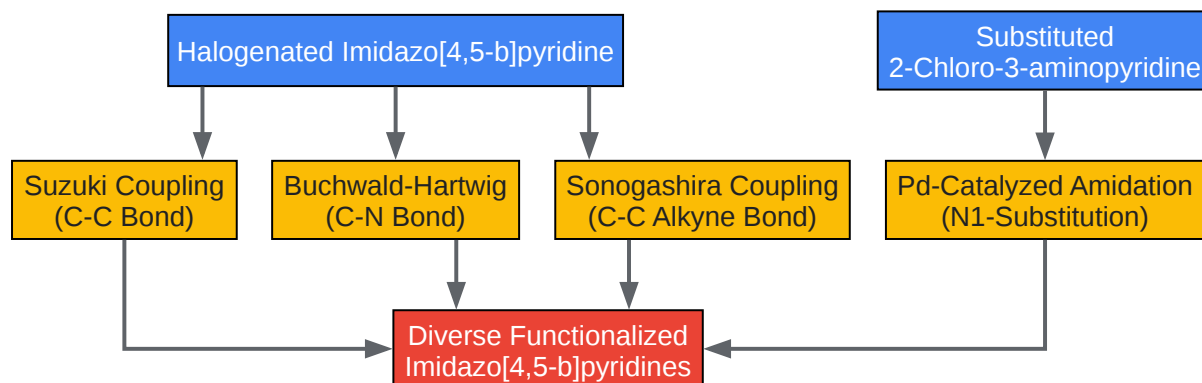 Halogenated Imidazo[4,5-b]pyridine
Substituted
2-Chloro-3-aminopyridine
Suzuki Coupling
(C-C Bond)
Buchwald-Hartwig
(C-N Bond)
Sonogashira Coupling
(C-C Alkyne Bond)
Pd-Catalyzed Amidation
(N1-Substitution)
Diverse Functionalized
Imidazo[4,5-b]pyridines